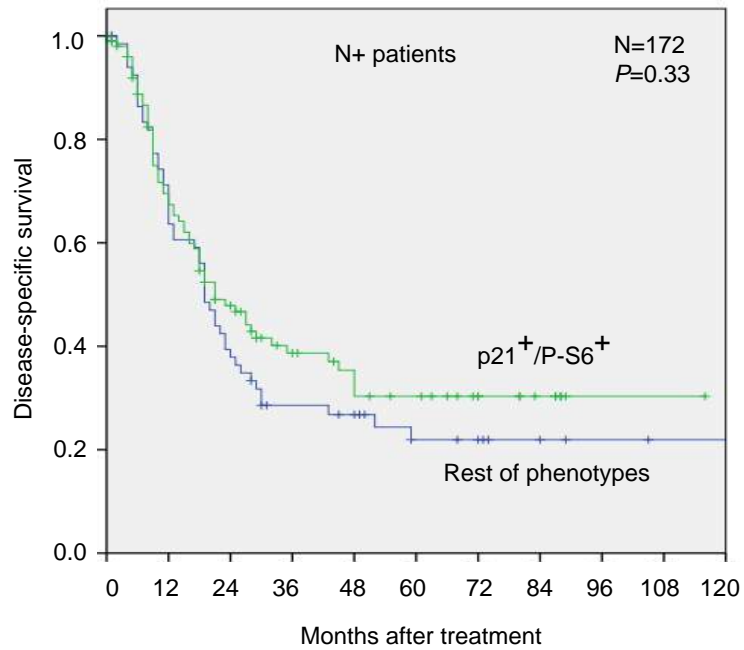 N+ patients
N=172
P=0.33
Disease-specific survival
1.0
0.8
0.6
0.4
0.2
0.0
p21+/P-S6+
Rest of phenotypes
0 12 24 36 48 60 72 84 96 108 120
Months after treatment